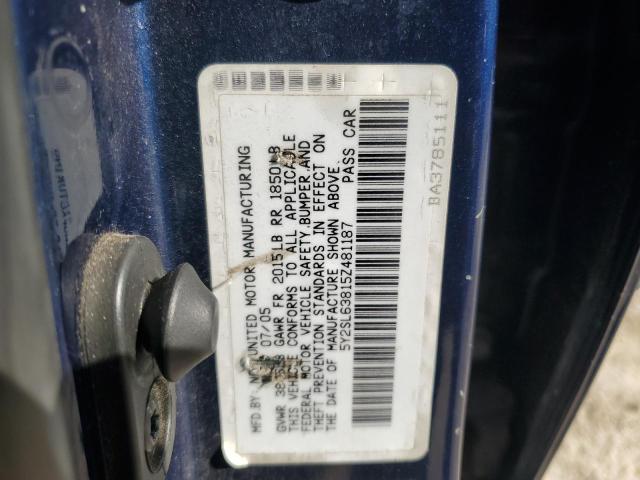 MFD.BY NEW UNITED MOTOR MANUFACTURING
07/05
GVWR GAWR FR 2015LB RR 1850LB
THIS VEHICLE CONFORMS TO ALL APPLICABLE
FEDERAL MOTOR VEHICLE SAFETY,BUMPER,AND
THEFT PREVENTION STANDARDS IN EFFECT ON
THE DATE OF MANUFACTURE SHOWN ABOVE.
5Y2SL63815Z481187 PASS CAR
BA3785111